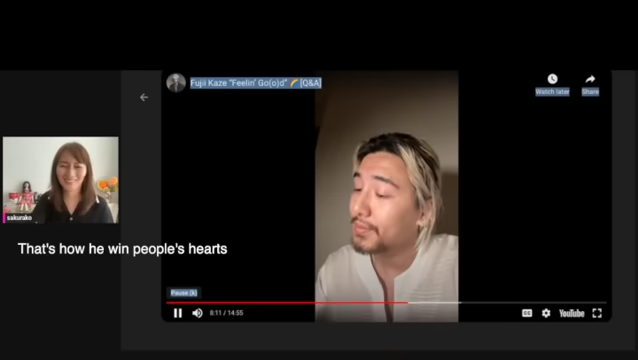 Fujii Kaze "Feelin' Go(o)d" 🌈 [Q&A]
Watch later
Share
sakurako
That's how he win people's hearts
Pause (k)
8:11 / 14:55
CC
YouTube